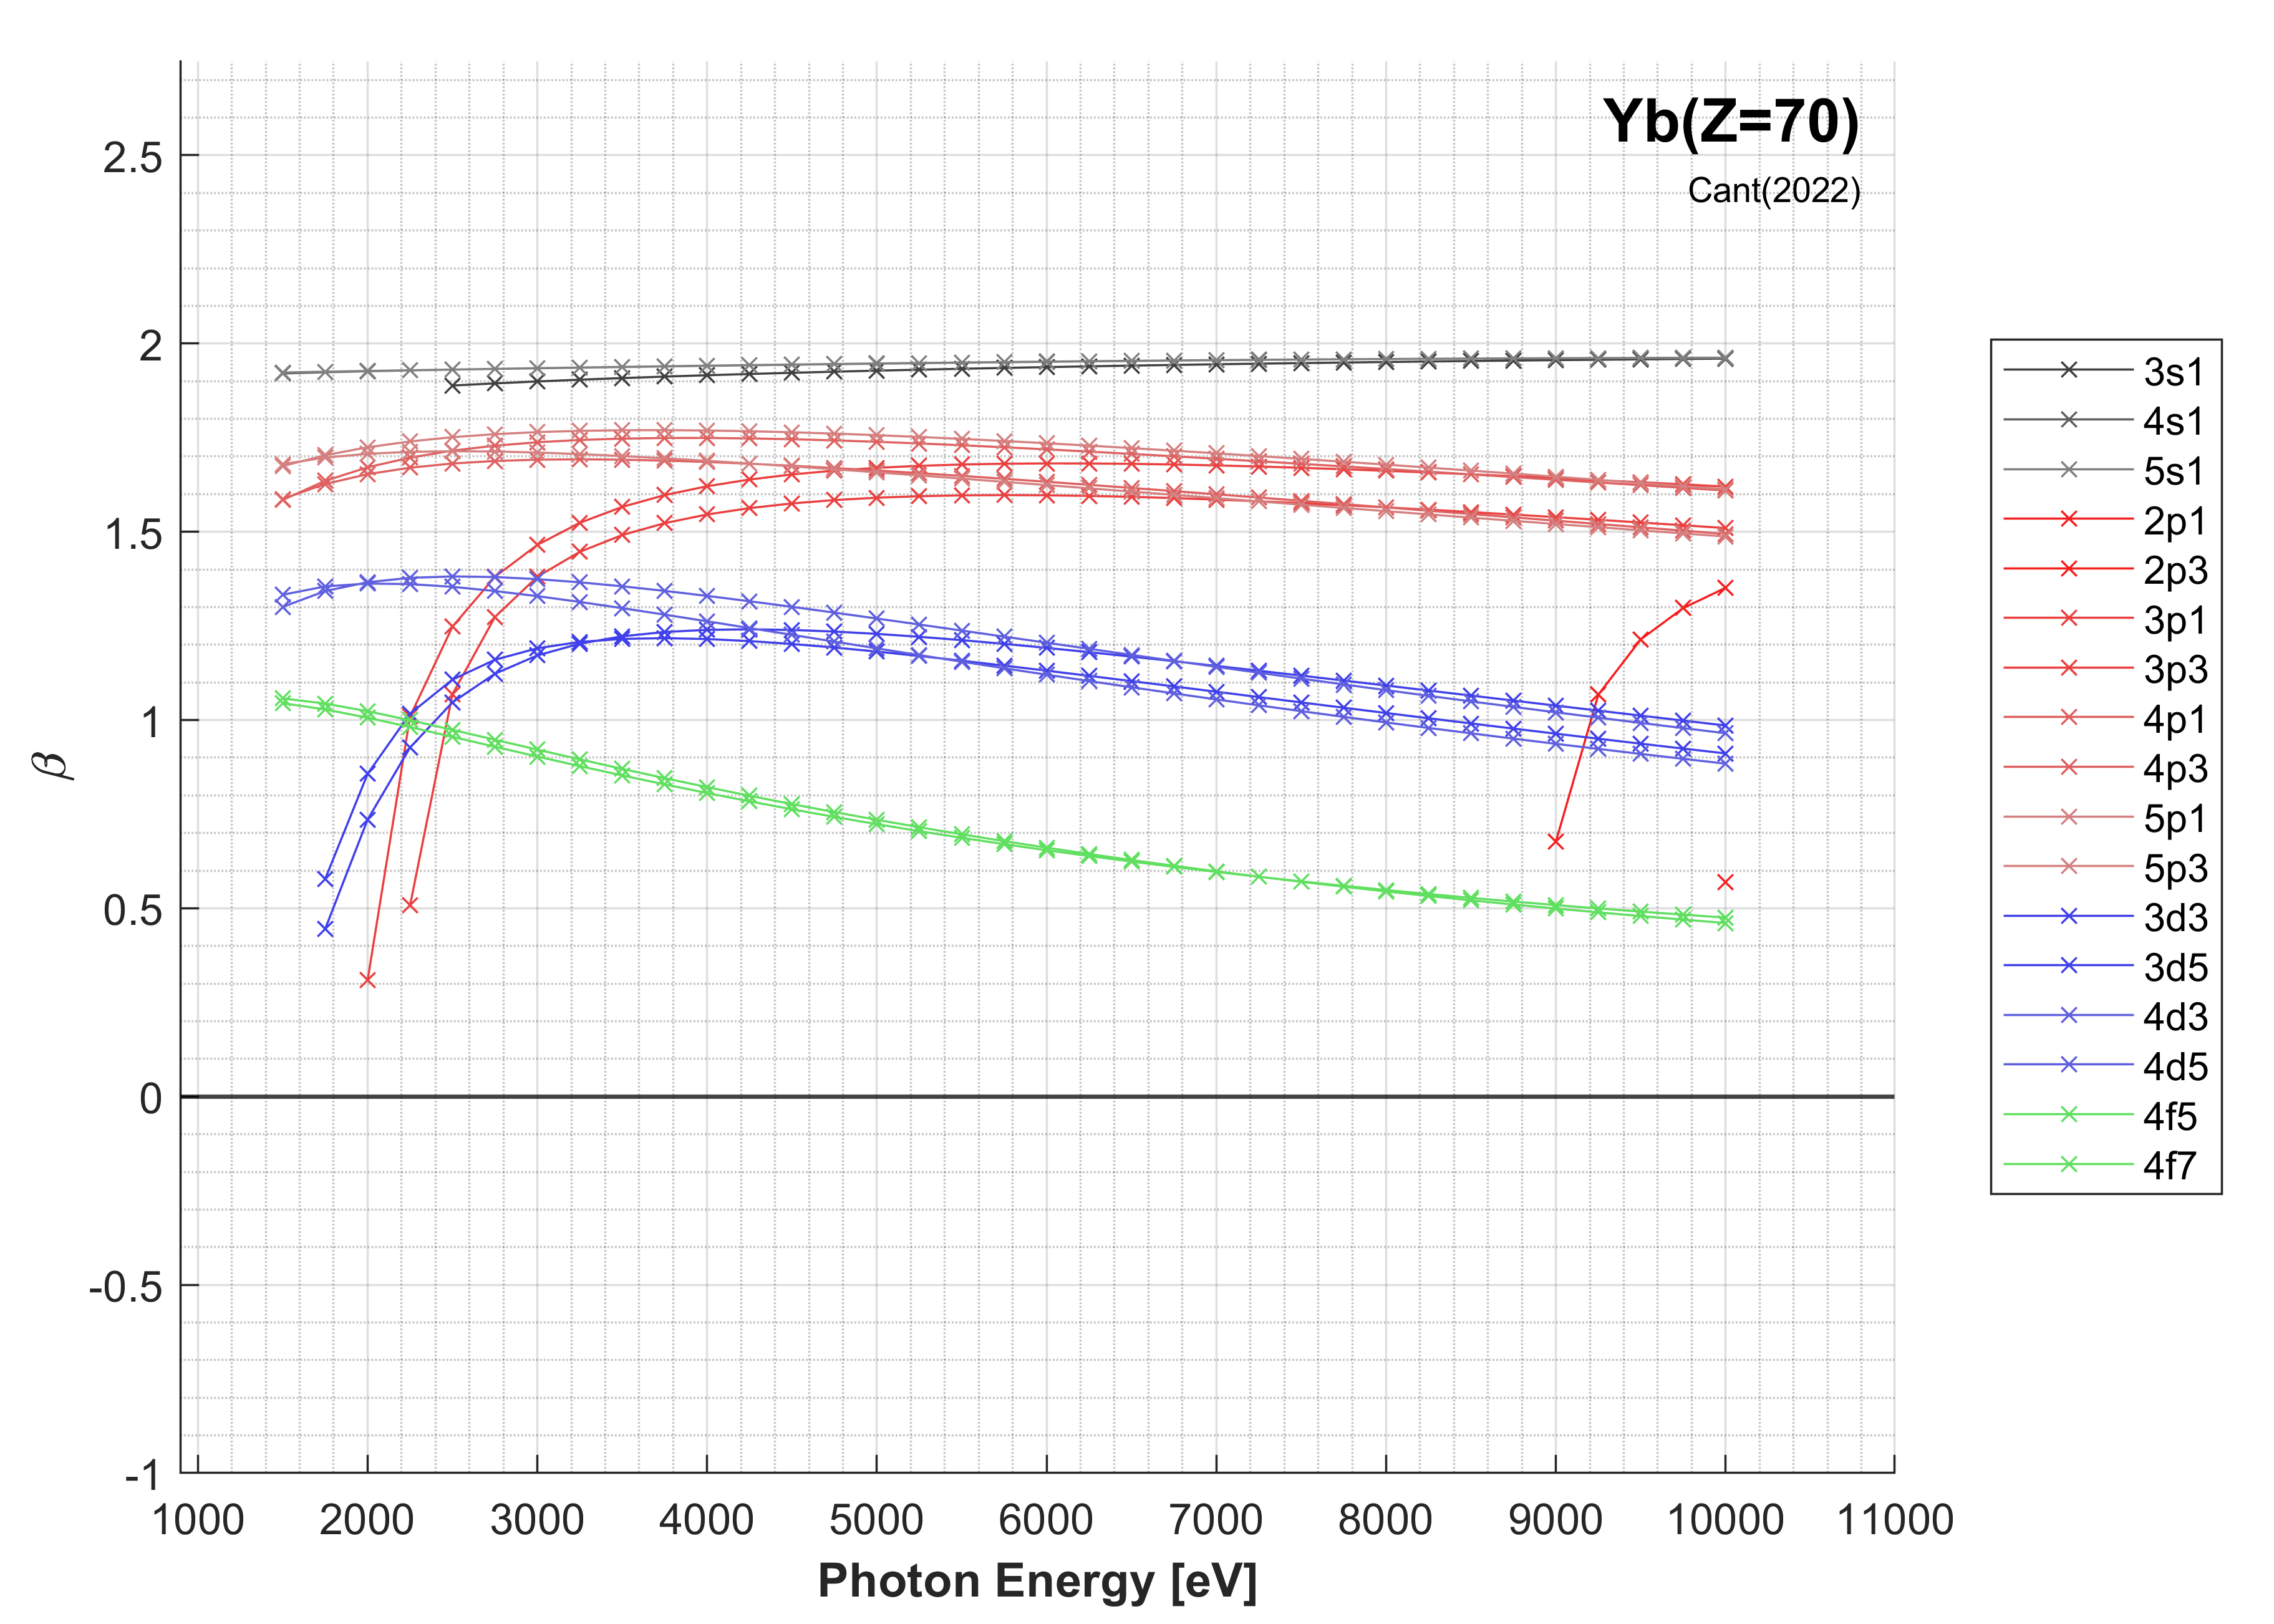 Yb(Z=70)
Cant(2022)
2.5
2
1.5
1
0.5
0
-0.5
-1
β
1000 2000 3000 4000 5000 6000 7000 8000 9000 10000 11000
Photon Energy [eV]
3s1
4s1
5s1
2p1
2p3
3p1
3p3
4p1
4p3
5p1
5p3
3d3
3d5
4d3
4d5
4f5
4f7